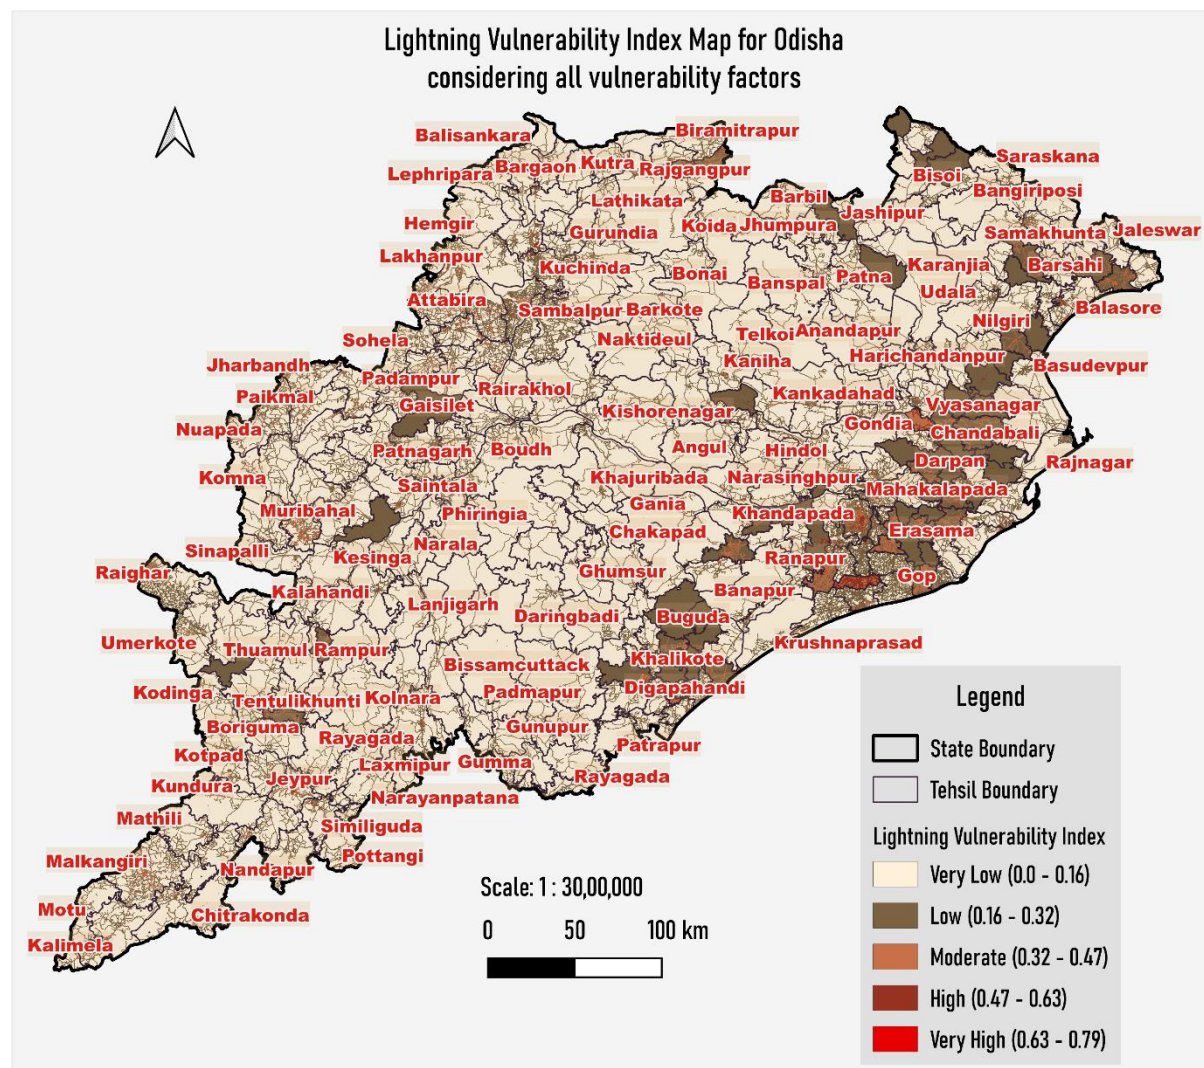 Lightning Vulnerability Index Map for Odisha
considering all vulnerability factors
Balisankara
Biramitrapur
Lephripara
Bargaon
Kutra
Rajgangpur
Saraskana
Bisoi
Bangiriposi
Lathikata
Barbil
Hemgir
Gurundia
Koida
Jhumpura
Jashipur
Samakhunta
Jaleswar
Lakhanpur
Kuchinda
Bonai
Banspal
Patna
Karanjia
Barsahi
Udala
Attabira
Sambalpur
Barkote
Balasore
Sohela
Naktideul
Telkoi
Anandapur
Nilgiri
Jharbandh
Kaniha
Harichandanpur
Basudevpur
Padampur
Rairakhol
Paikmal
Gaisilet
Kishorenagar
Kankadahad
Vyasanagar
Nuapada
Gondia
Chandabali
Patnagarh
Boudh
Angul
Hindol
Darpan
Rajnagar
Komna
Saintala
Khajuribada
Narasinghpur
Mahakalapada
Muribahal
Phiringia
Gania
Khandapada
Chakapad
Erasama
Sinapalli
Kesinga
Narala
Ranapur
Raighar
Ghumsur
Gop
Kalahandi
Lanjigarh
Daringbadi
Banapur
Buguda
Umerkote
Thuamul Rampur
Krushnaprasad
Bissamcuttack
Khalikote
Kodinga
Tentulikhunti
Kolnara
Padmapur
Digapahandi
Boriguma
Gunupur
Rayagada
Patrapur
Kotpad
Laxmipur
Gumma
Rayagada
Kundura
Jeypur
Narayanpatana
Mathili
Similiguda
Malkangiri
Nandapur
Pottangi
Motu
Chitrakonda
Kalimela
Scale: 1 : 30,00,000
0 50 100 km
Legend
State Boundary
Tehsil Boundary
Lightning Vulnerability Index
Very Low (0.0 - 0.16)
Low (0.16 - 0.32)
Moderate (0.32 - 0.47)
High (0.47 - 0.63)
Very High (0.63 - 0.79)